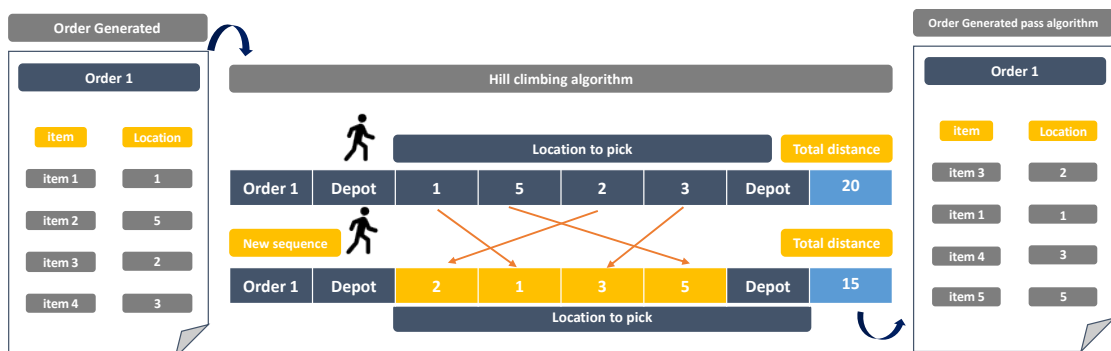 Order Generated
Order 1
item Location
item 1 1
item 2 5
item 3 2
item 4 3
Hill climbing algorithm
Location to pick Total distance
Order 1 Depot 1 5 2 3 Depot 20
New sequence Total distance
Order 1 Depot 2 1 3 5 Depot 15
Location to pick
Order Generated pass algorithm
Order 1
item Location
item 3 2
item 1 1
item 4 3
item 5 5